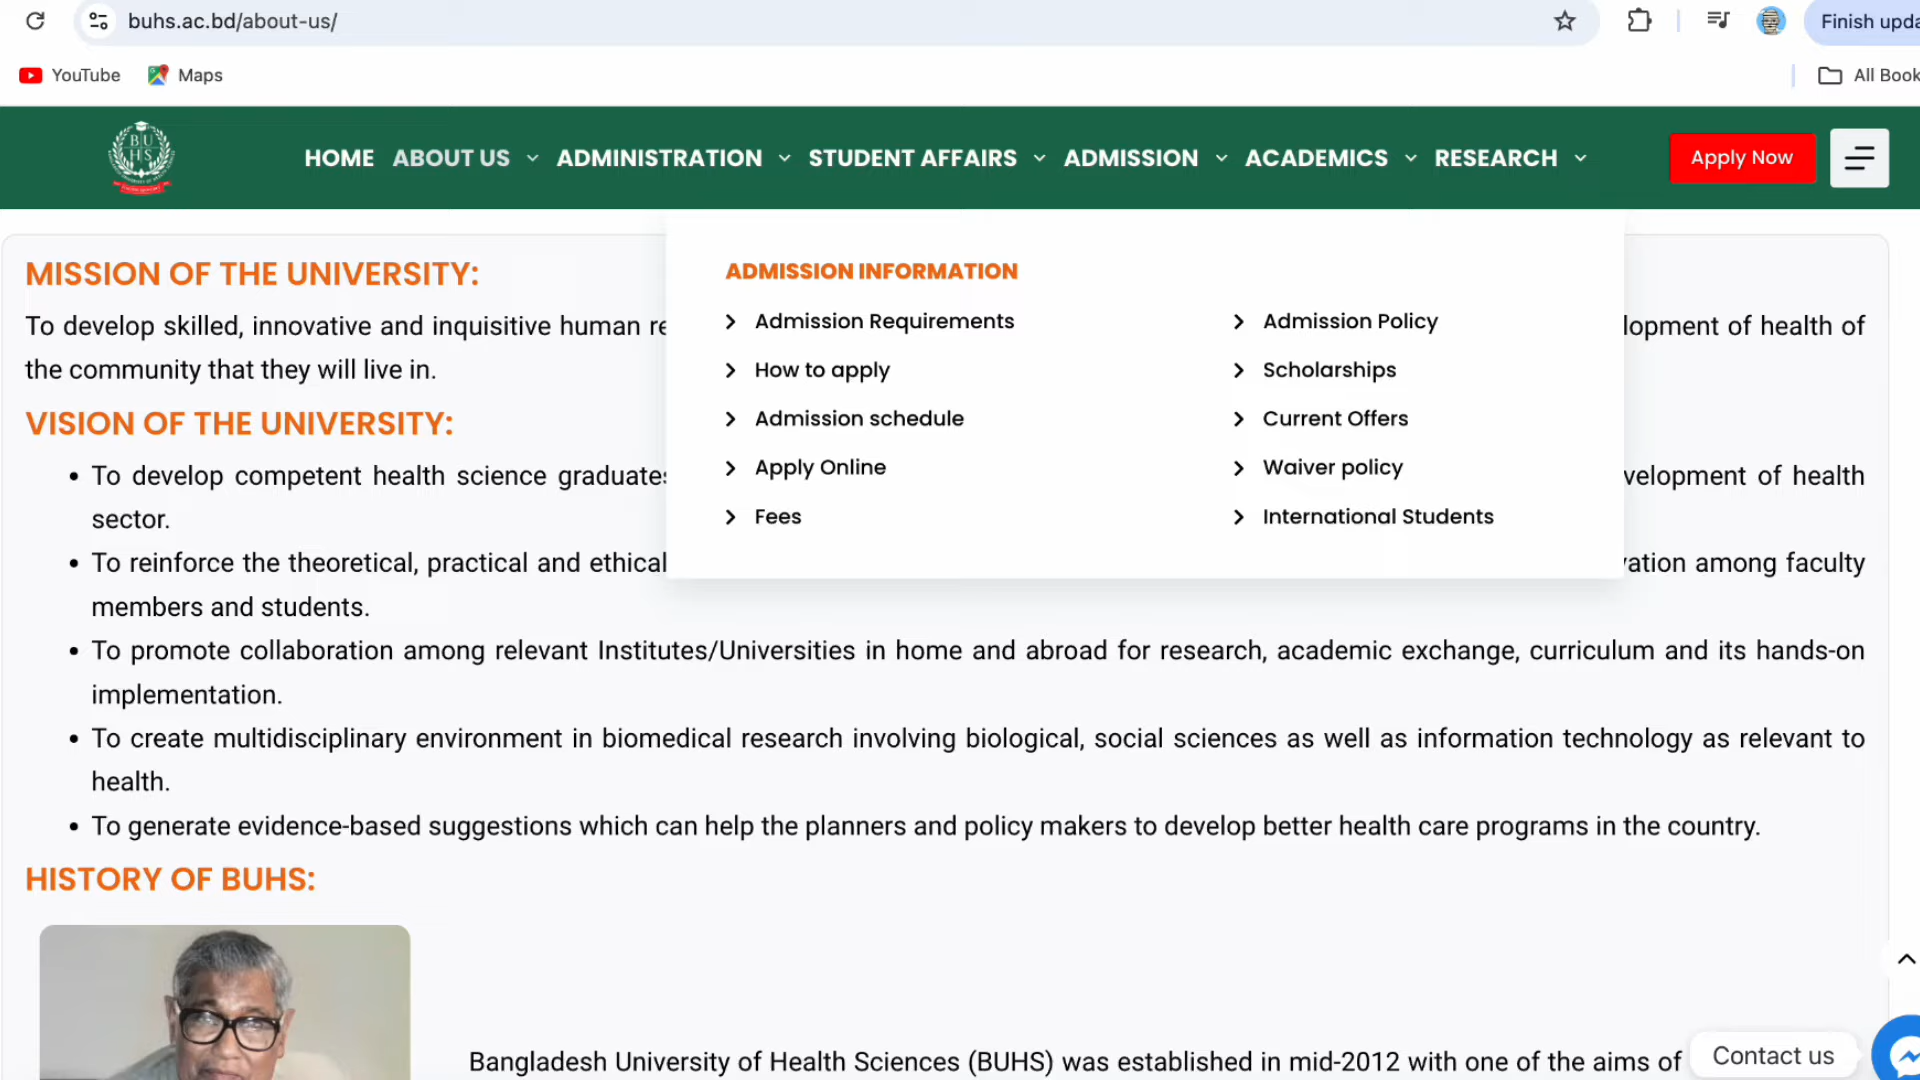 buhs.ac.bd/about-us/
Finish upda
YouTube Maps All Book
B U
H S
HOME ABOUT US ADMINISTRATION STUDENT AFFAIRS ADMISSION ACADEMICS RESEARCH Apply Now
MISSION OF THE UNIVERSITY:
To develop skilled, innovative and inquisitive human re
lopment of health of
the community that they will live in.
VISION OF THE UNIVERSITY:
To develop competent health science graduates
velopment of health
sector.
To reinforce the theoretical, practical and ethical
vation among faculty
members and students.
ADMISSION INFORMATION
Admission Requirements
How to apply
Admission schedule
Apply Online
Fees
Admission Policy
Scholarships
Current Offers
Waiver policy
International Students
To promote collaboration among relevant Institutes/Universities in home and abroad for research, academic exchange, curriculum and its hands-on
implementation.
To create multidisciplinary environment in biomedical research involving biological, social sciences as well as information technology as relevant to
health.
To generate evidence-based suggestions which can help the planners and policy makers to develop better health care programs in the country.
HISTORY OF BUHS:
Bangladesh University of Health Sciences (BUHS) was established in mid-2012 with one of the aims of
Contact us